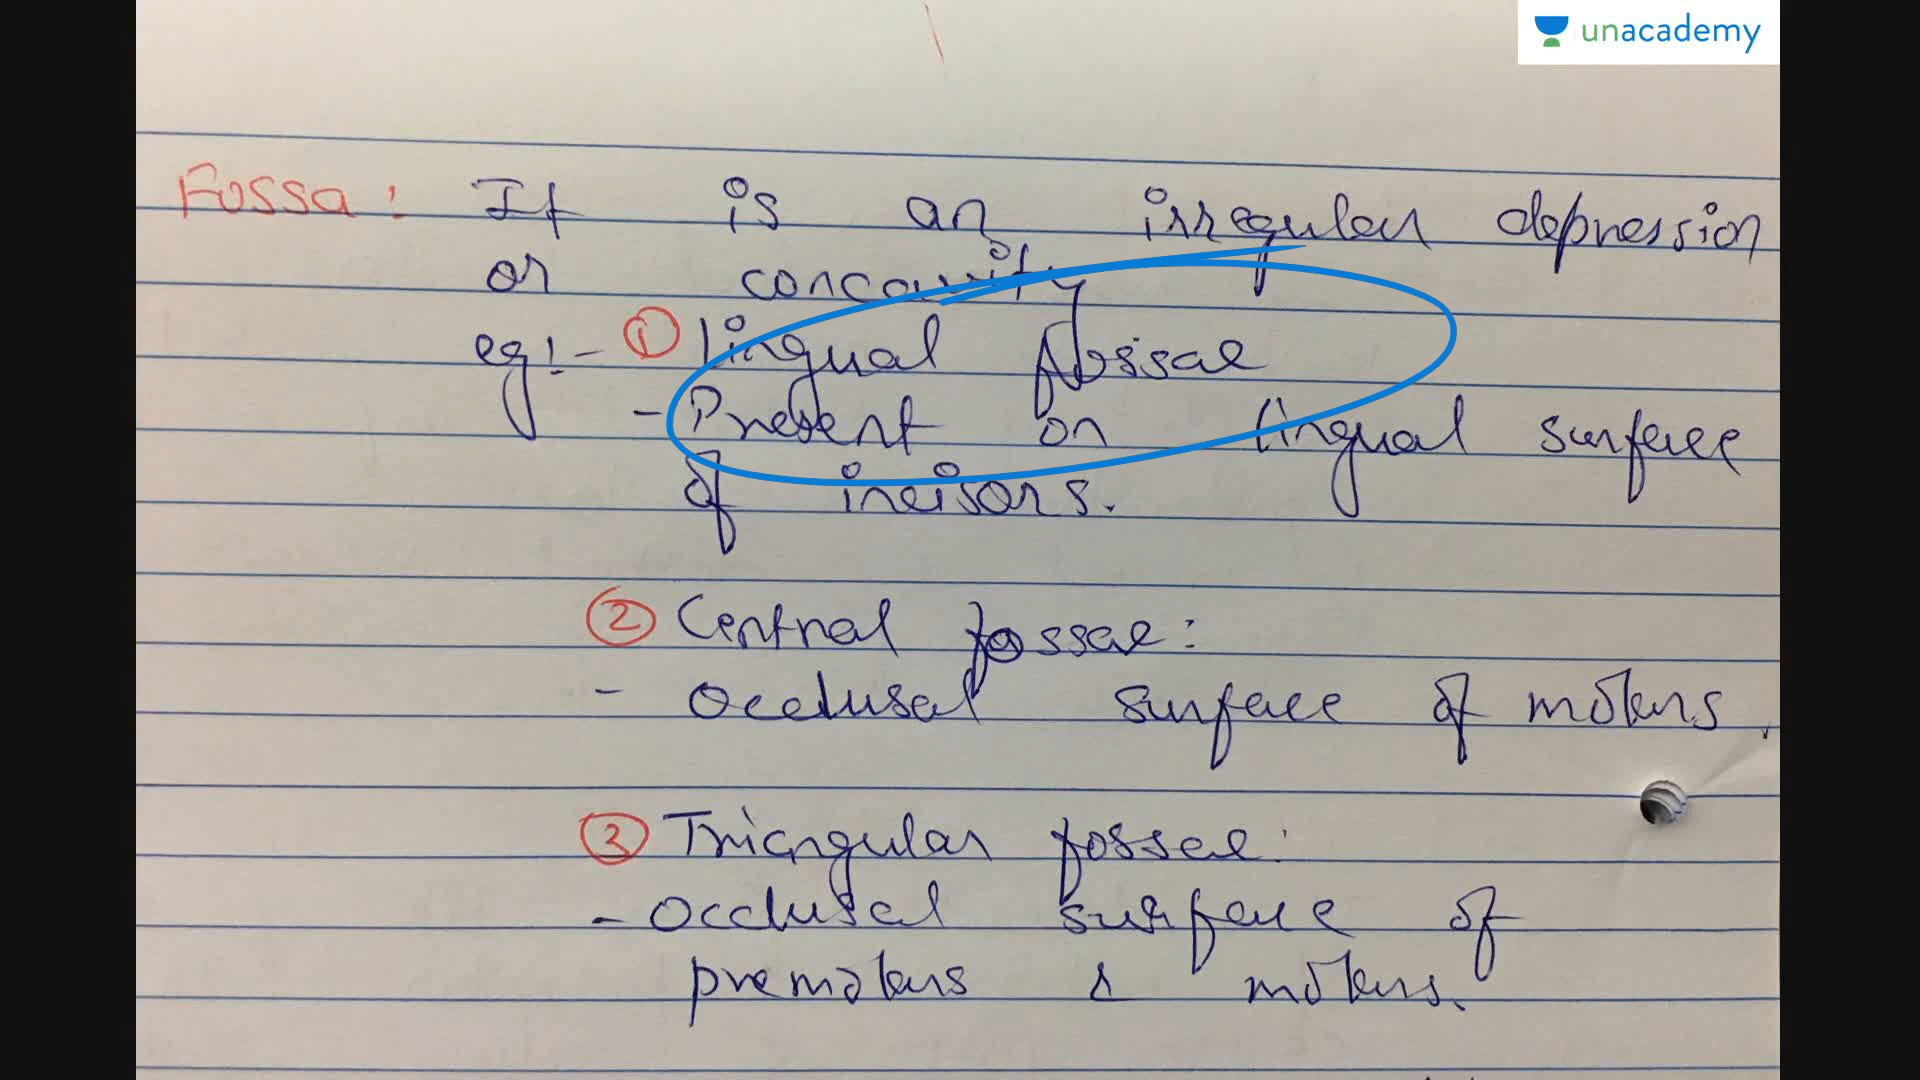 unacademy
Fossa: It is an irregular depression
or concavity
eg:- ① lingual fossae
- Present on lingual surface
of incisors.
② Central fossae:
- Occlusal surface of molars.
③ Triangular fossae:
- Occlusal surface of
premolars & molars.